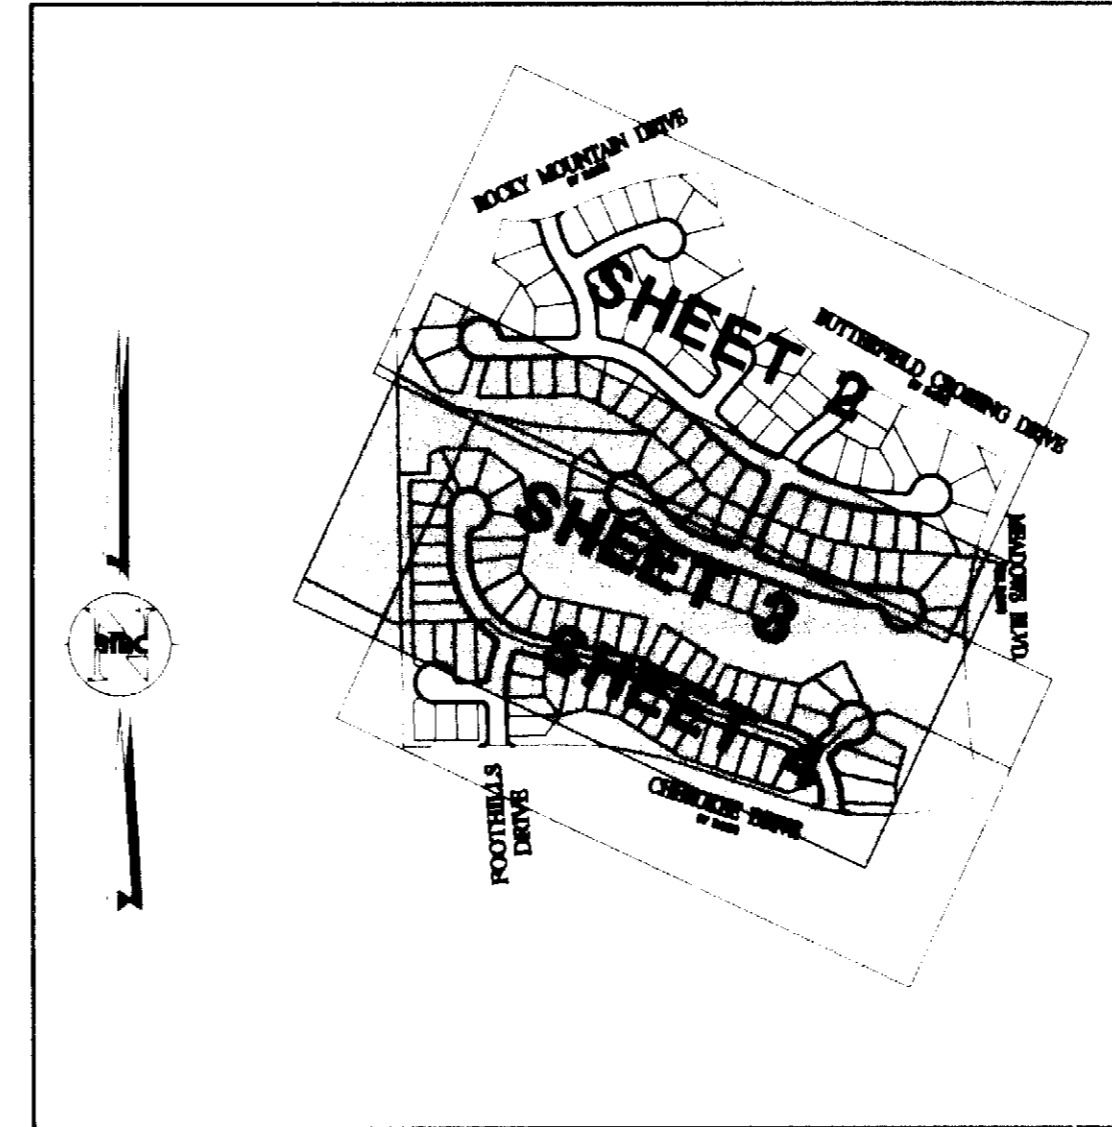 ROCKY MOUNTAIN DRIVE
SHEET 2
BUTTERFIELD CROSSING DRIVE
MEADOWS BLVD.
SHEET 3
SHEET 4
FOOTHILLS
DRIVE
CHEROKEE DRIVE
N